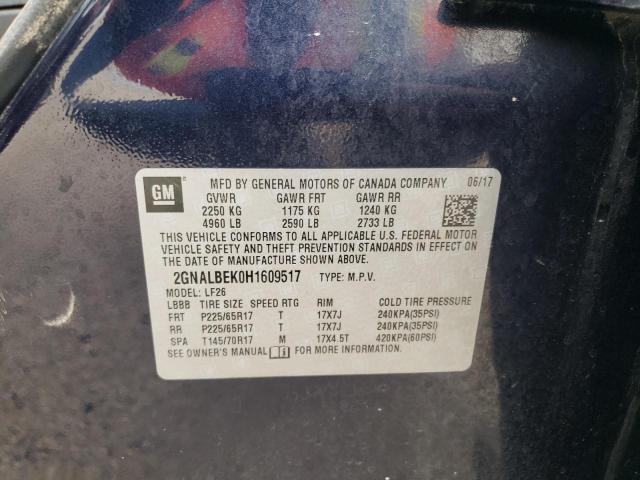 GM
MFD BY GENERAL MOTORS OF CANADA COMPANY 06/17
GVWR GAWR FRT GAWR RR
2250 KG 1175 KG 1240 KG
4960 LB 2590 LB 2733 LB
THIS VEHICLE CONFORMS TO ALL APPLICABLE U.S. FEDERAL MOTOR
VEHICLE SAFETY AND THEFT PREVENTION STANDARDS IN EFFECT ON
THE DATE OF MANUFACTURE SHOWN ABOVE.
2GNALBEK0H1609517 TYPE: M.P.V.
MODEL: LF26
LBBB TIRE SIZE SPEED RTG RIM COLD TIRE PRESSURE
FRT P225/65R17 T 17X7J 240KPA(35PSI)
RR P225/65R17 T 17X7J 240KPA(35PSI)
SPA T145/70R17 M 17X4.5T 420KPA(60PSI)
SEE OWNER'S MANUAL FOR MORE INFORMATION.